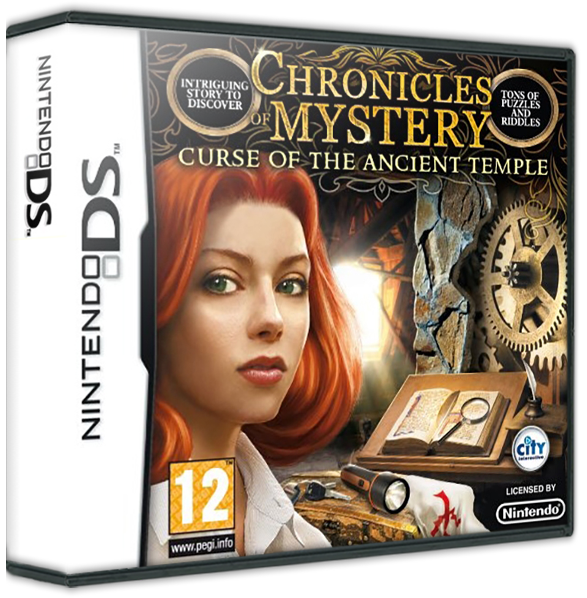 NINTENDO DS
NINTENDO DS™
INTRIGUING
STORY TO
DISCOVER
CHRONICLES
OF MYSTERY
CURSE OF THE ANCIENT TEMPLE
TONS OF
PUZZLES
AND
RIDDLES
12
www.pegi.info
city
interactive
LICENSED BY
Nintendo